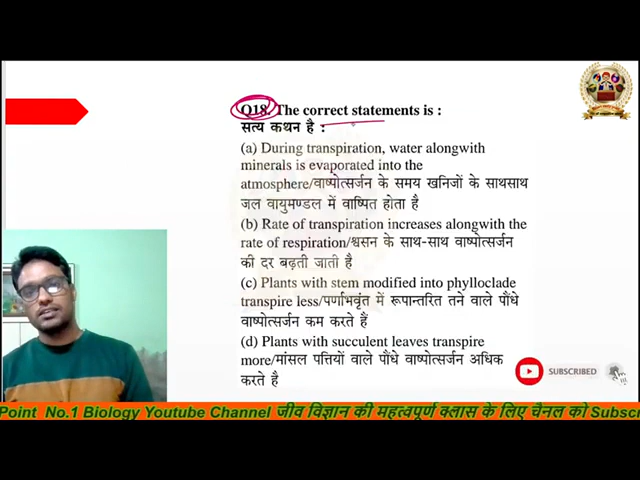 Q18. The correct statements is :
सत्य कथन है :
(a) During transpiration, water alongwith
minerals is evaporated into the
atmosphere/वाष्पोत्सर्जन के समय खनिजों के साथसाथ
जल वायुमण्डल में वाष्पित होता है
(b) Rate of transpiration increases alongwith the
rate of respiration/श्वसन के साथ-साथ वाष्पोत्सर्जन
की दर बढ़ती जाती है
(c) Plants with stem modified into phylloclade
transpire less/पर्णाभवृंत में रूपान्तरित तने वाले पौंधे
वाष्पोत्सर्जन कम करते हैं
(d) Plants with succulent leaves transpire
more/मांसल पत्तियों वाले पौंधे वाष्पोत्सर्जन अधिक
करते है
SUBSCRIBED
Point No.1 Biology Youtube Channel जीव विज्ञान की महत्वपूर्ण क्लास के लिए चैनल को Subscr